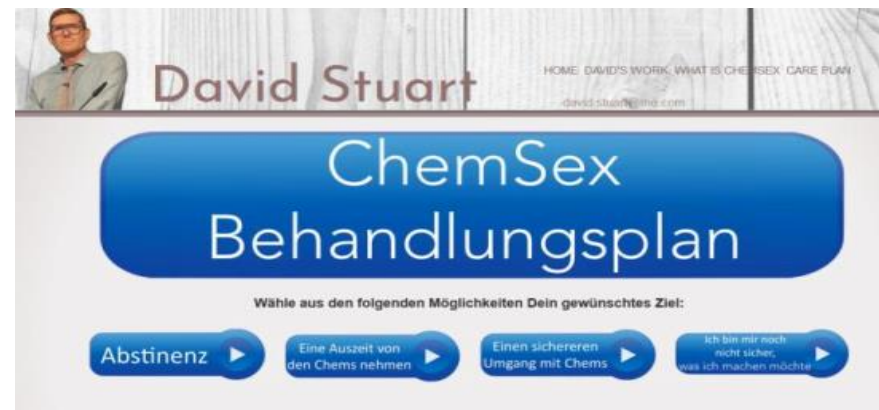 David Stuart
HOME DAVID'S WORK WHAT IS CHEMSEX CARE PLAN
ChemSex
Behandlungsplan
Wähle aus den folgenden Möglichkeiten Dein gewünschtes Ziel:
Abstinenz
Eine Auszeit von
den Chems nehmen
Einen sichereren
Umgang mit Chems
Ich bin mir noch
nicht sicher,
was ich machen möchte